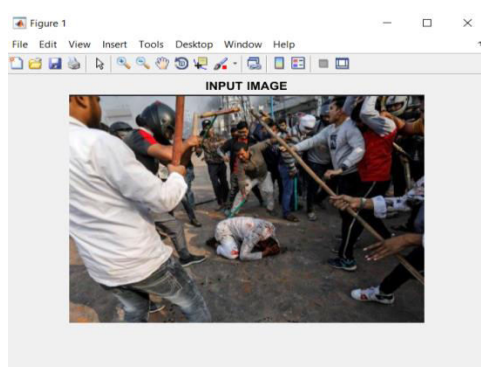 Figure 1
File Edit View Insert Tools Desktop Window Help
INPUT IMAGE